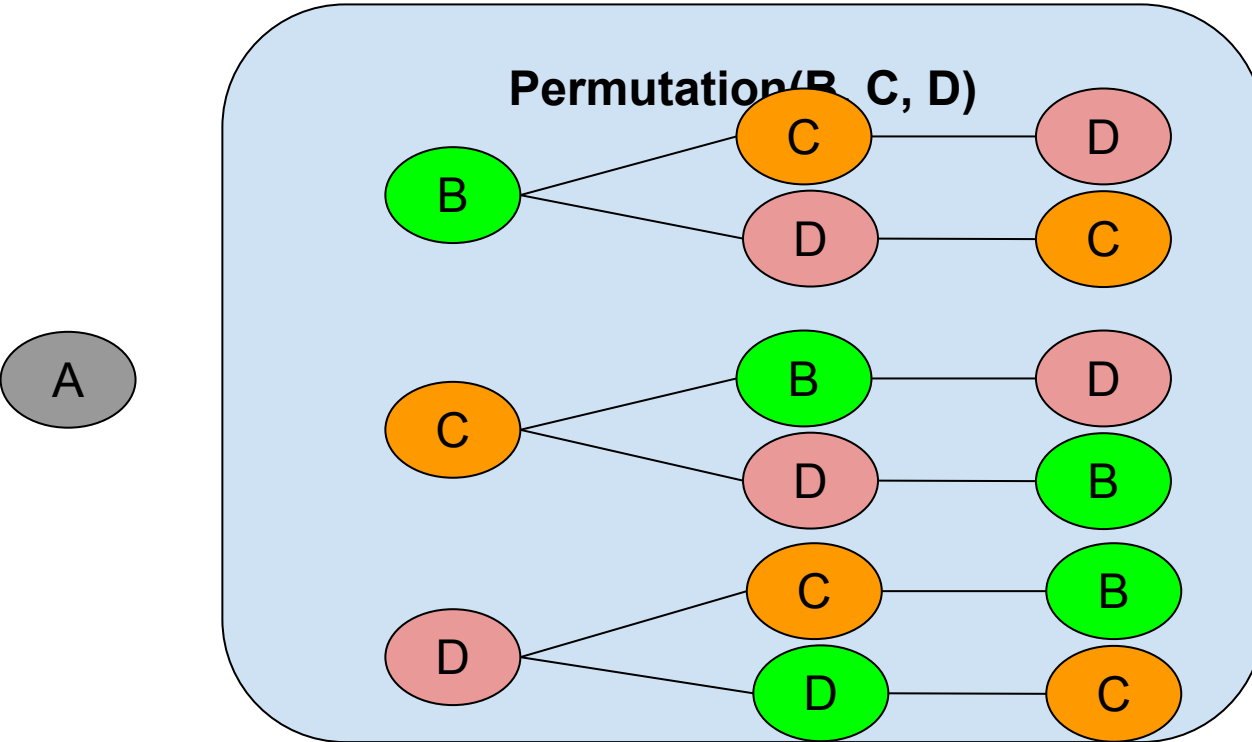 Permutation(B, C, D)
C D
B
D C
B D
A
C
D B
C B
D
D C